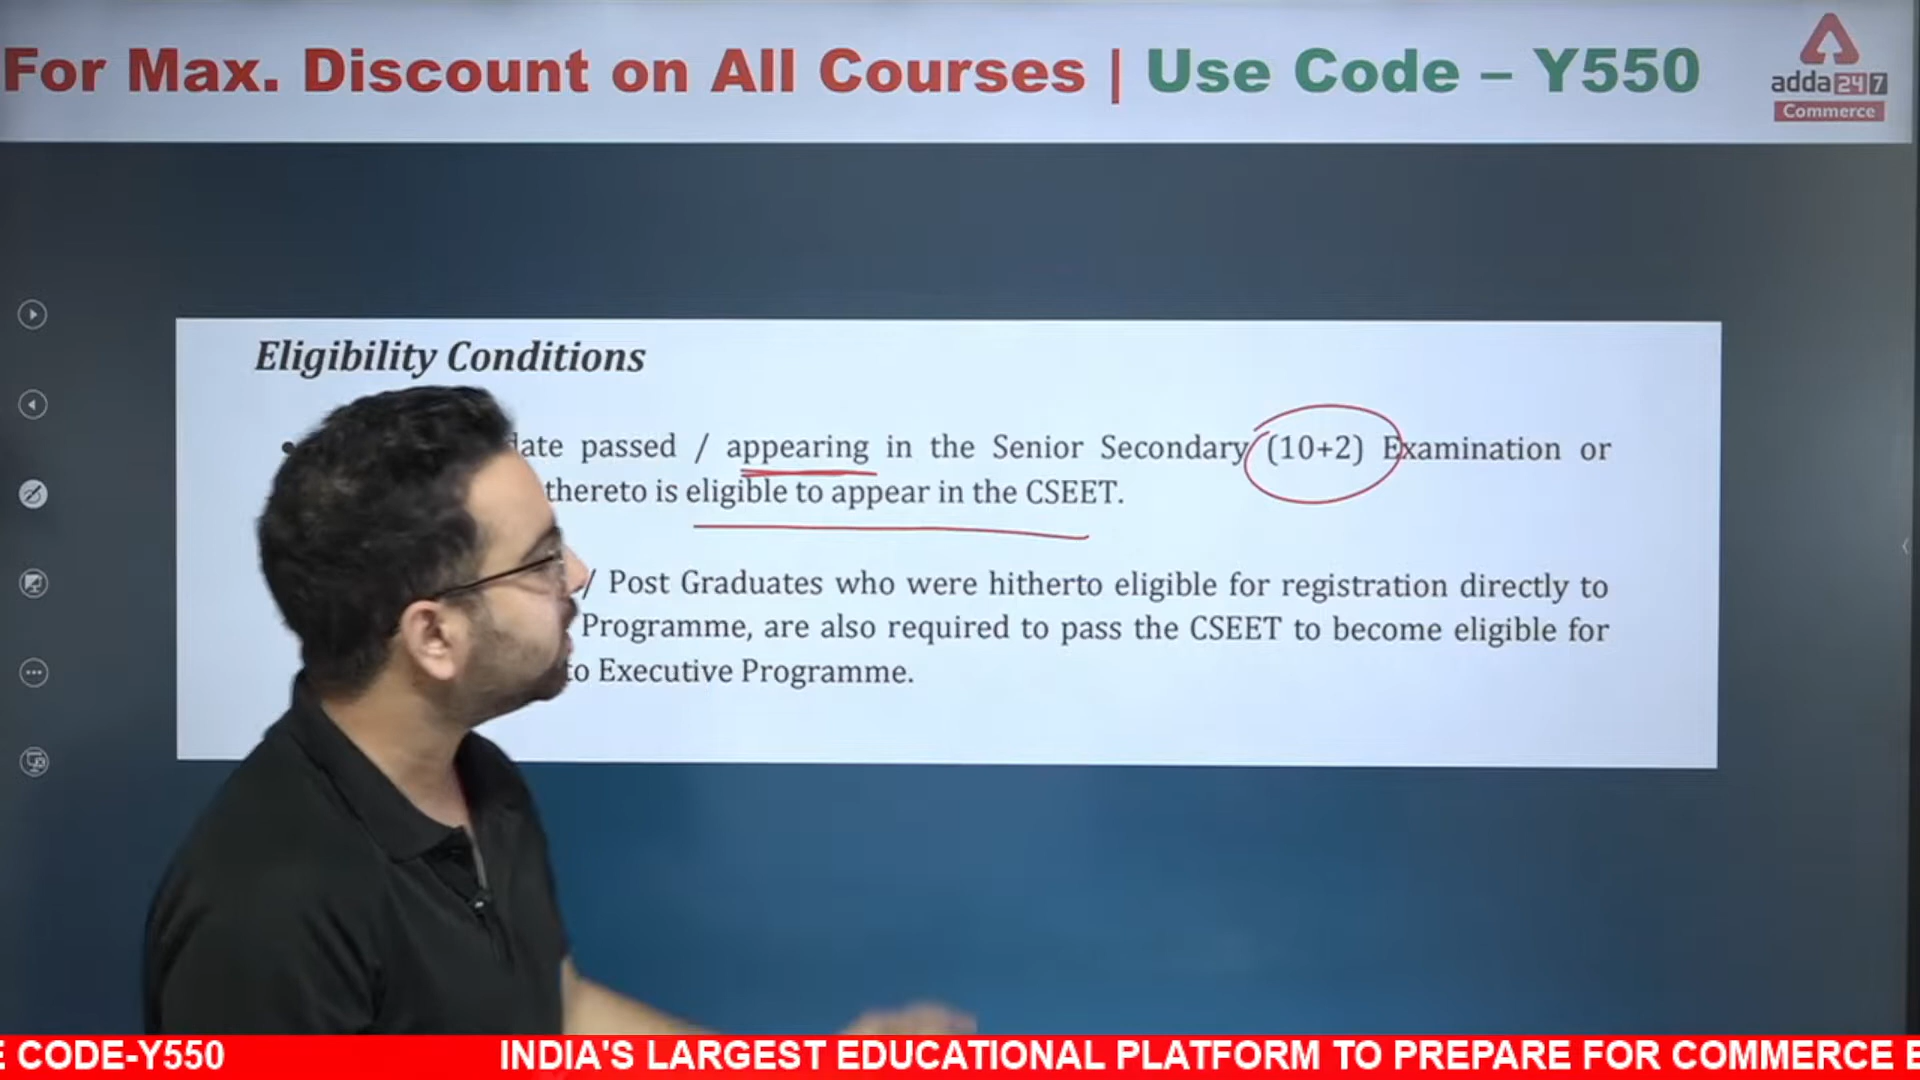 For Max. Discount on All Courses | Use Code – Y550
adda247
Commerce
Eligibility Conditions
passed / appearing in the Senior Secondary (10+2) Examination or
thereto is eligible to appear in the CSEET.
/ Post Graduates who were hitherto eligible for registration directly to
Programme, are also required to pass the CSEET to become eligible for
to Executive Programme.
CODE-Y550 INDIA'S LARGEST EDUCATIONAL PLATFORM TO PREPARE FOR COMMERCE